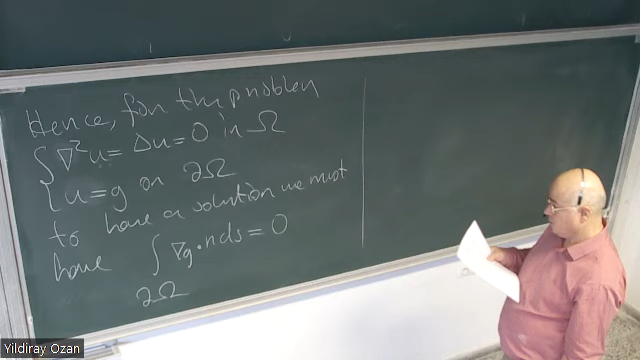 Hence, for the problem
∇²u = Δu = 0 in Ω
u = g on ∂Ω
to have a solution we must
have ∫ ∇g · n ds = 0
∂Ω
Yildiray Ozan